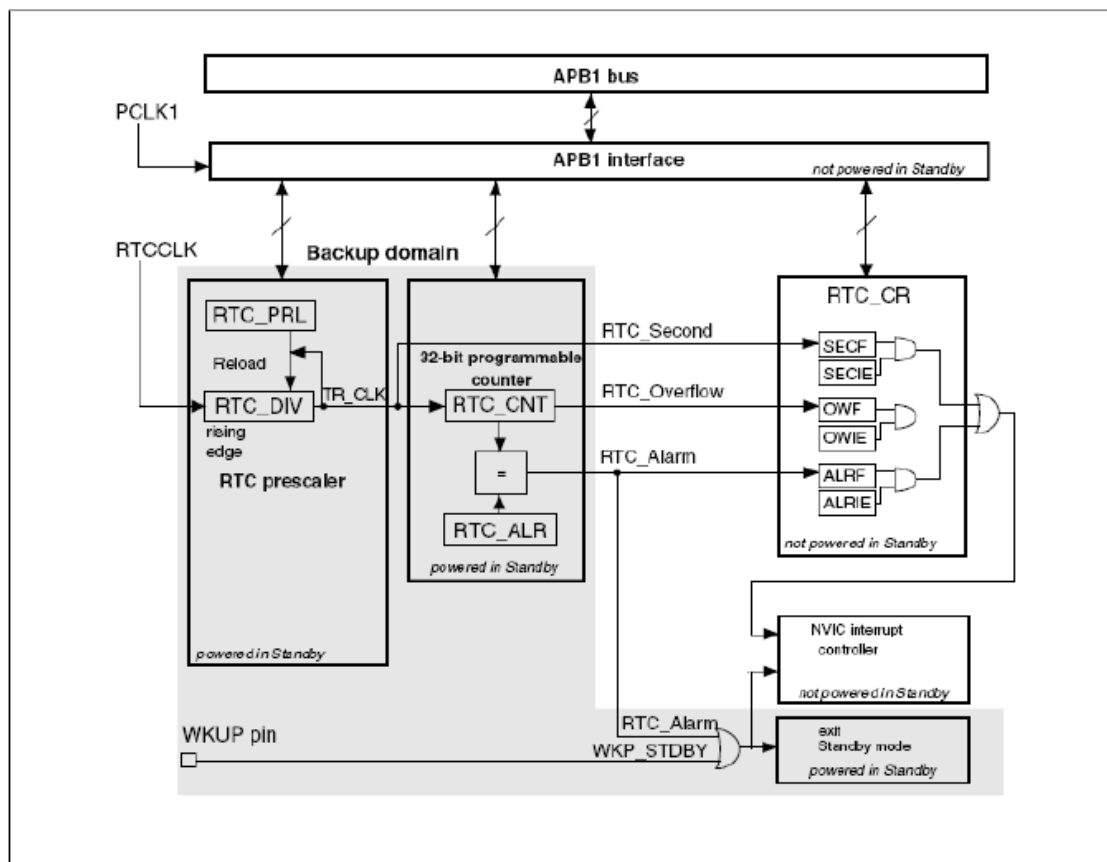 APB1 bus
PCLK1
APB1 interface
not powered in Standby
RTCCLK
Backup domain
RTC_PRL
Reload
RTC_DIV
TR_CLK
rising
edge
RTC prescaler
powered in Standby
32-bit programmable
counter
RTC_CNT
=
RTC_ALR
powered in Standby
RTC_Second
RTC_Overflow
RTC_Alarm
RTC_CR
SECF
SECIE
OWF
OWIE
ALRF
ALRIE
not powered in Standby
NVIC interrupt
controller
not powered in Standby
WKUP pin
RTC_Alarm
WKP_STDBY
exit
Standby mode
powered in Standby